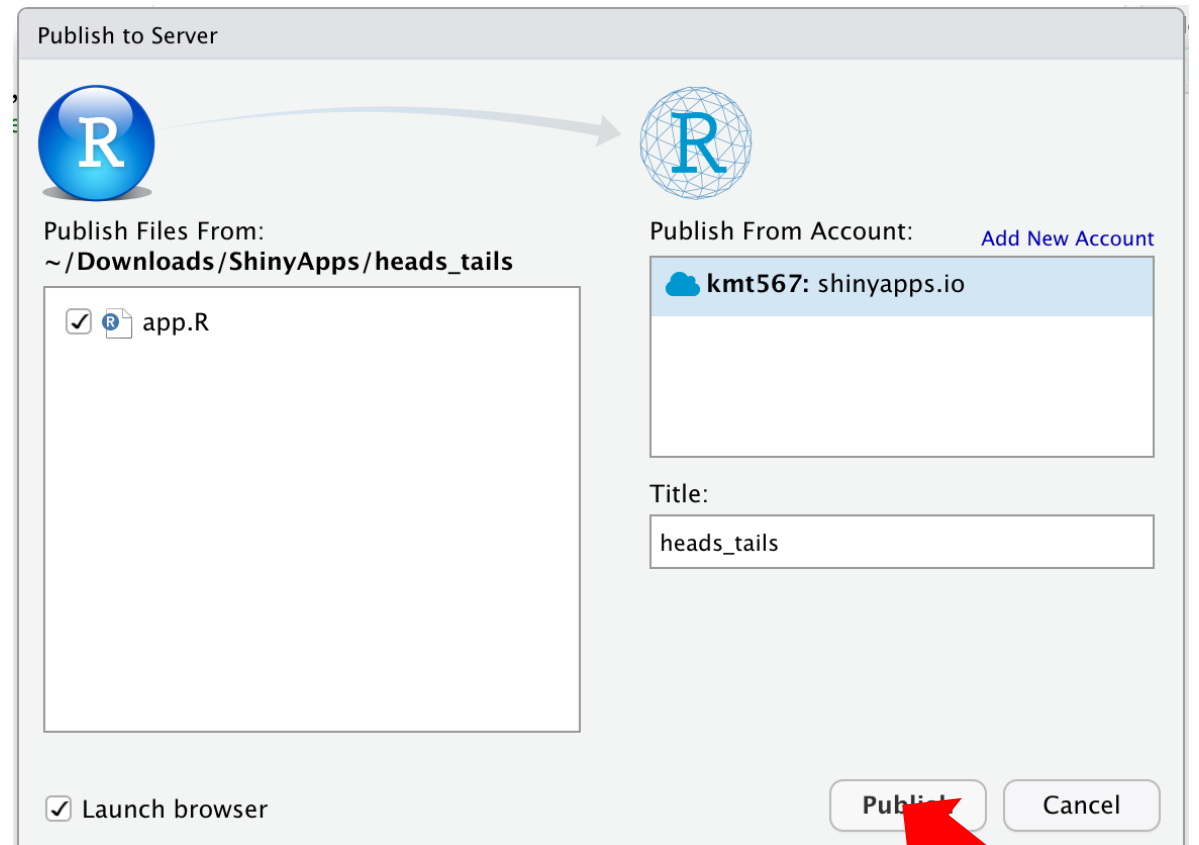 Publish to Server
R
R
Publish Files From:
~/Downloads/ShinyApps/heads_tails
R app.R
Publish From Account:
Add New Account
kmt567: shinyapps.io
Title:
heads_tails
Launch browser
Publish
Cancel